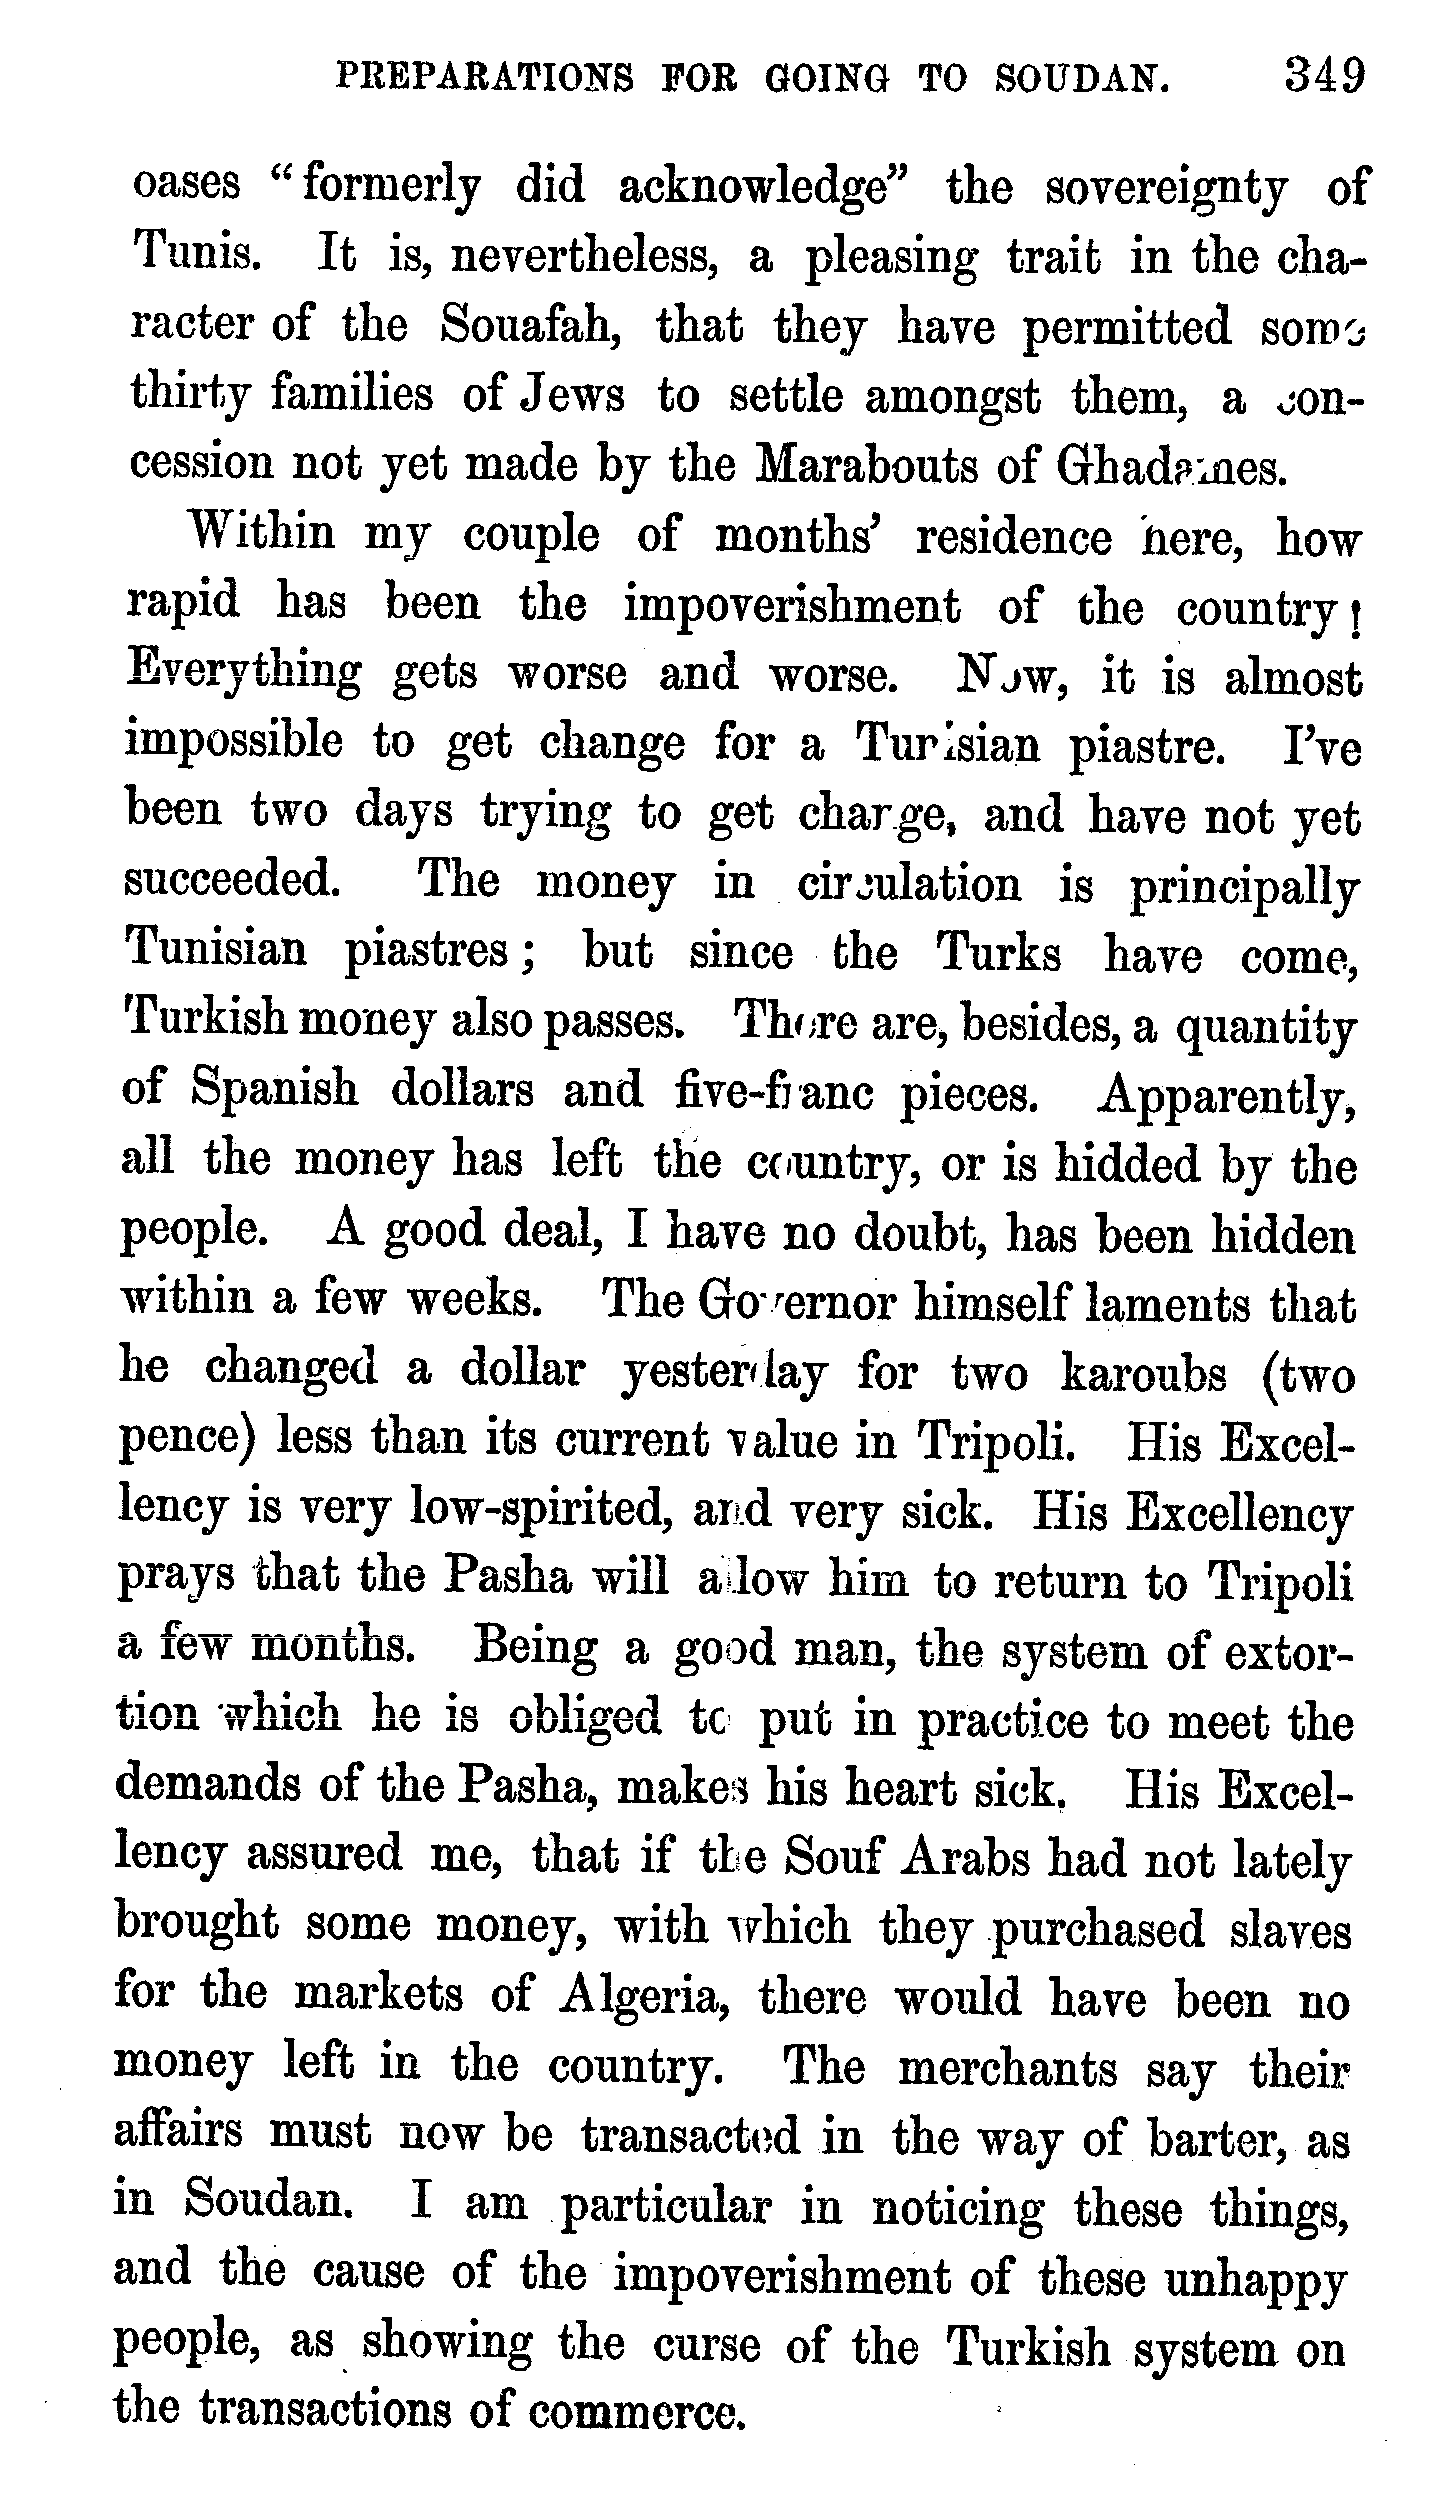 PREPARATIONS FOR GOING TO SOUDAN. 349
oases "formerly did acknowledge" the sovereignty of
Tunis. It is, nevertheless, a pleasing trait in the cha-
racter of the Souafah, that they have permitted some
thirty families of Jews to settle amongst them, a con-
cession not yet made by the Marabouts of Ghadames.
Within my couple of months' residence here, how
rapid has been the impoverishment of the country!
Everything gets worse and worse. Now, it is almost
impossible to get change for a Tunisian piastre. I've
been two days trying to get change, and have not yet
succeeded. The money in circulation is principally
Tunisian piastres; but since the Turks have come,
Turkish money also passes. There are, besides, a quantity
of Spanish dollars and five-franc pieces. Apparently,
all the money has left the country, or is hidded by the
people. A good deal, I have no doubt, has been hidden
within a few weeks. The Governor himself laments that
he changed a dollar yesterday for two karoubs (two
pence) less than its current value in Tripoli. His Excel-
lency is very low-spirited, and very sick. His Excellency
prays that the Pasha will allow him to return to Tripoli
a few months. Being a good man, the system of extor-
tion which he is obliged to put in practice to meet the
demands of the Pasha, makes his heart sick. His Excel-
lency assured me, that if the Souf Arabs had not lately
brought some money, with which they purchased slaves
for the markets of Algeria, there would have been no
money left in the country. The merchants say their
affairs must now be transacted in the way of barter, as
in Soudan. I am particular in noticing these things,
and the cause of the impoverishment of these unhappy
people, as showing the curse of the Turkish system on
the transactions of commerce.